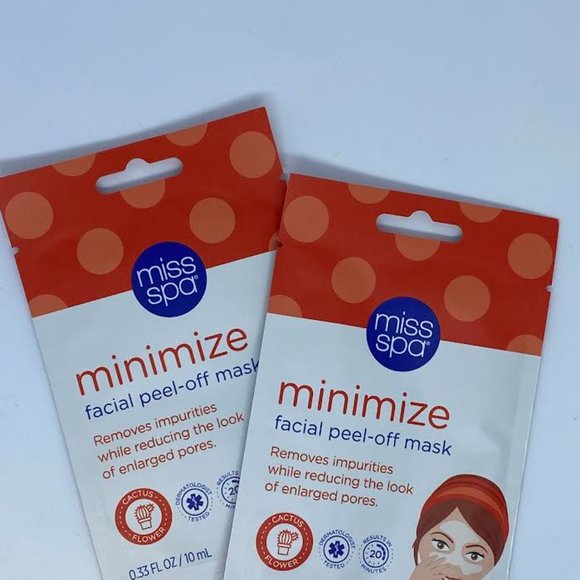 miss
spa®
minimize
facial peel-off mask
Removes impurities
while reducing the look
of enlarged pores.
CACTUS
FLOWER
DERMATOLOGIST
TESTED
RESULTS IN
20
0.33 FL OZ / 10 mL
miss
spa®
minimize
facial peel-off mask
Removes impurities
while reducing the look
of enlarged pores.
CACTUS
FLOWER
DERMATOLOGIST
TESTED
RESULTS IN
20
MINUTES